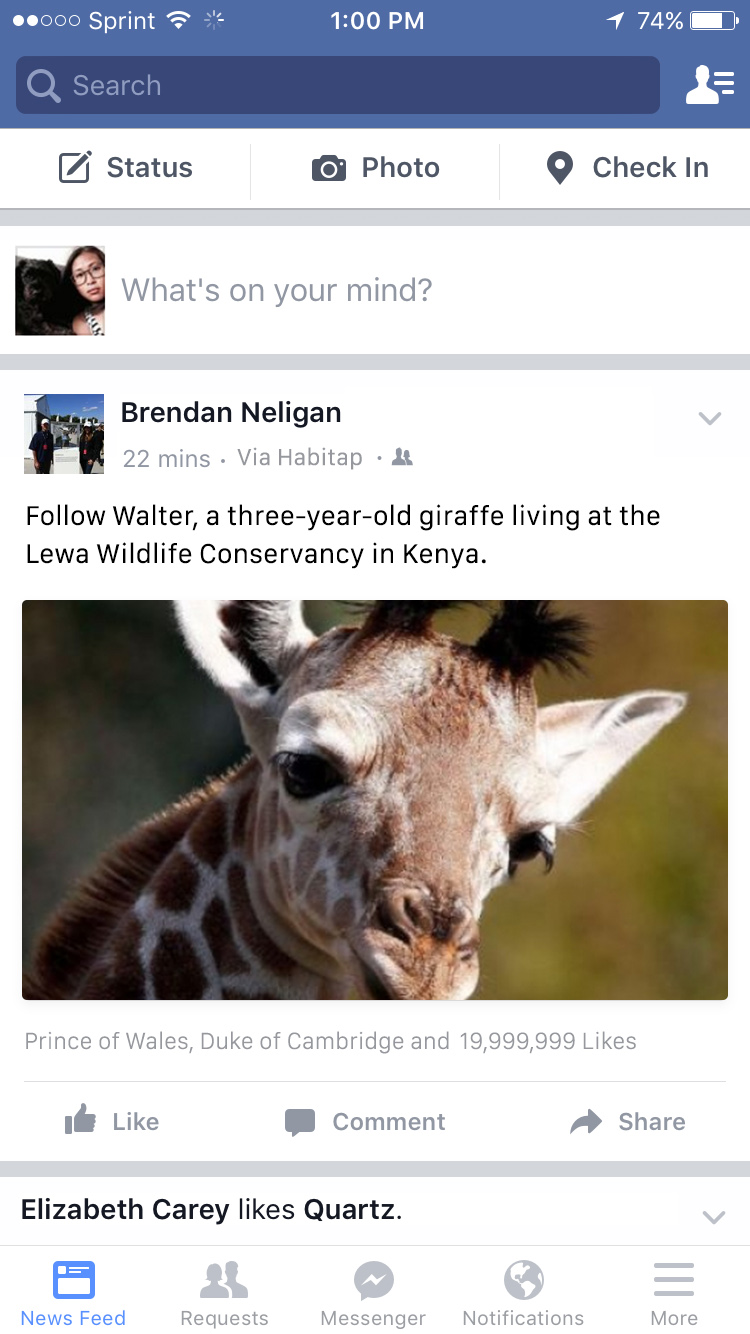 Sprint 1:00 PM 74%
Search
Status Photo Check In
What's on your mind?
Brendan Neligan
22 mins · Via Habitap ·
Follow Walter, a three-year-old giraffe living at the
Lewa Wildlife Conservancy in Kenya.
Prince of Wales, Duke of Cambridge and 19,999,999 Likes
Like Comment Share
Elizabeth Carey likes Quartz.
News Feed Requests Messenger Notifications More